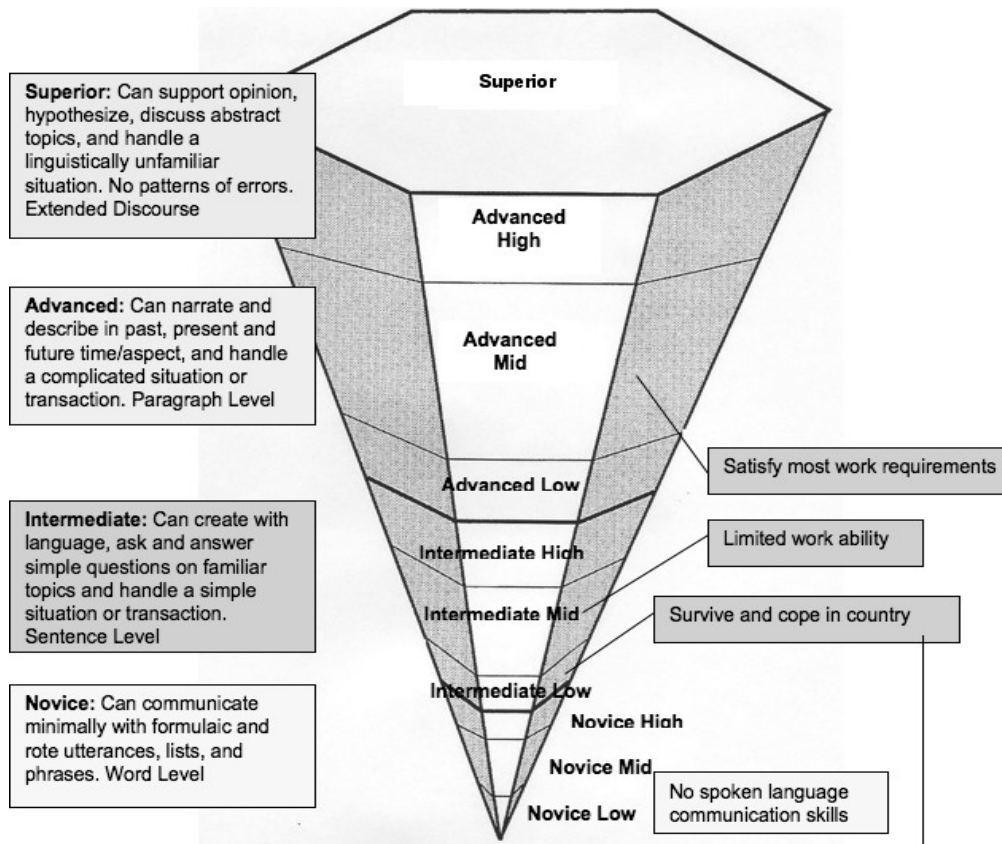 Superior
Superior: Can support opinion,
hypothesize, discuss abstract
topics, and handle a
linguistically unfamiliar
situation. No patterns of errors.
Extended Discourse
Advanced
High
Advanced: Can narrate and
describe in past, present and
future time/aspect, and handle
a complicated situation or
transaction. Paragraph Level
Advanced
Mid
Satisfy most work requirements
Advanced Low
Intermediate: Can create with
language, ask and answer
simple questions on familiar
topics and handle a simple
situation or transaction.
Sentence Level
Intermediate High
Limited work ability
Intermediate Mid
Survive and cope in country
Intermediate Low
Novice: Can communicate
minimally with formulaic and
rote utterances, lists, and
phrases. Word Level
Novice High
Novice Mid
Novice Low
No spoken language
communication skills